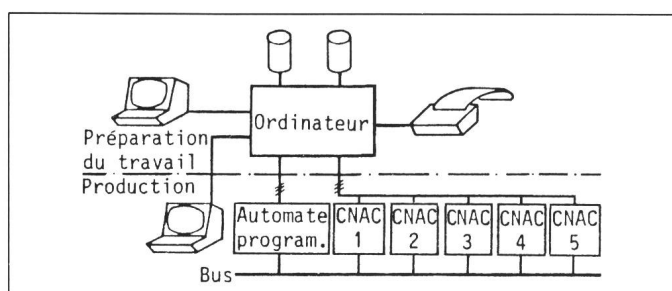 Ordinateur
Préparation
du travail
Production
Automate
program.
CNAC
1
CNAC
2
CNAC
3
CNAC
4
CNAC
5
Bus